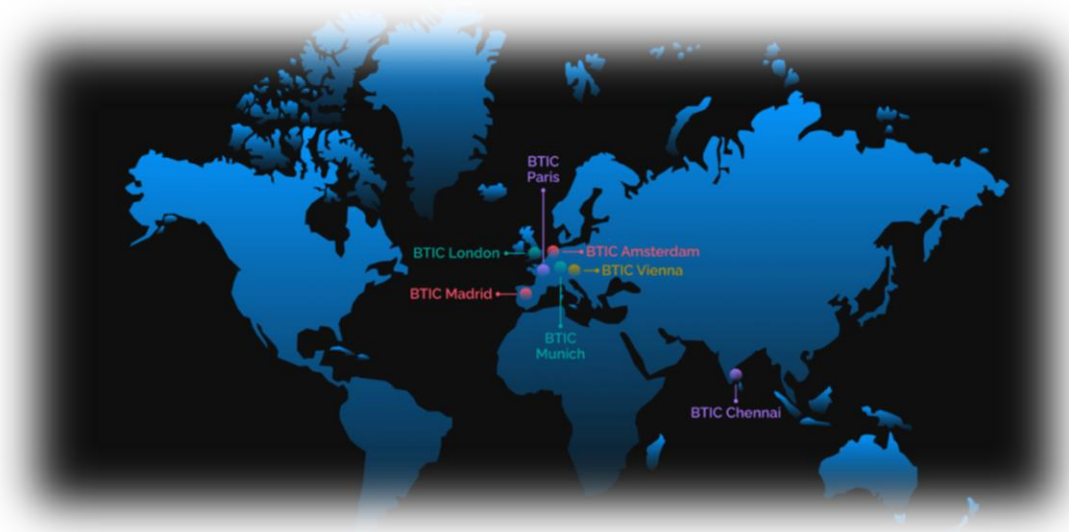 BTIC
Paris
BTIC London
BTIC Amsterdam
BTIC Vienna
BTIC Madrid
BTIC
Munich
BTIC Chennai